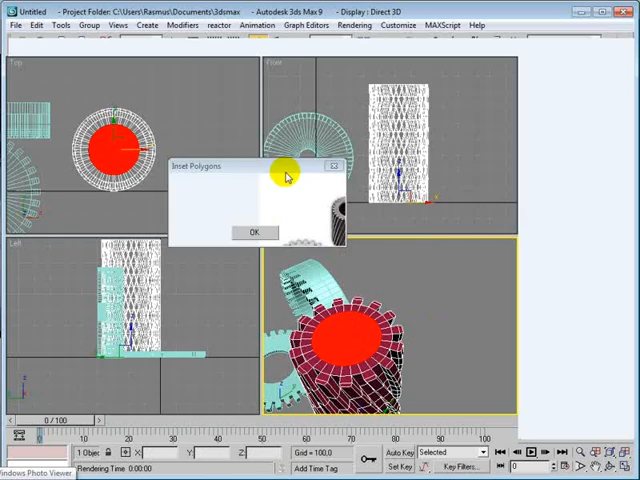 Untitled - Project Folder: C:\Users\Rasmus\Documents\3dsmax - Autodesk 3ds Max 9 - Display : Direct 3D
File Edit Tools Group Views Create Modifiers reactor Animation Graph Editors Rendering Customize MAXScript Help
Top
Front
Inset Polygons
OK
Left
0 / 100
0 10 20 30 40 50 60 70 80 90 100
1 Objec X: Y: Z: Grid = 100,0 Auto Key Selected
Rendering Time 0:00:00 Add Time Tag Set Key Key Filters... 0
Windows Photo Viewer